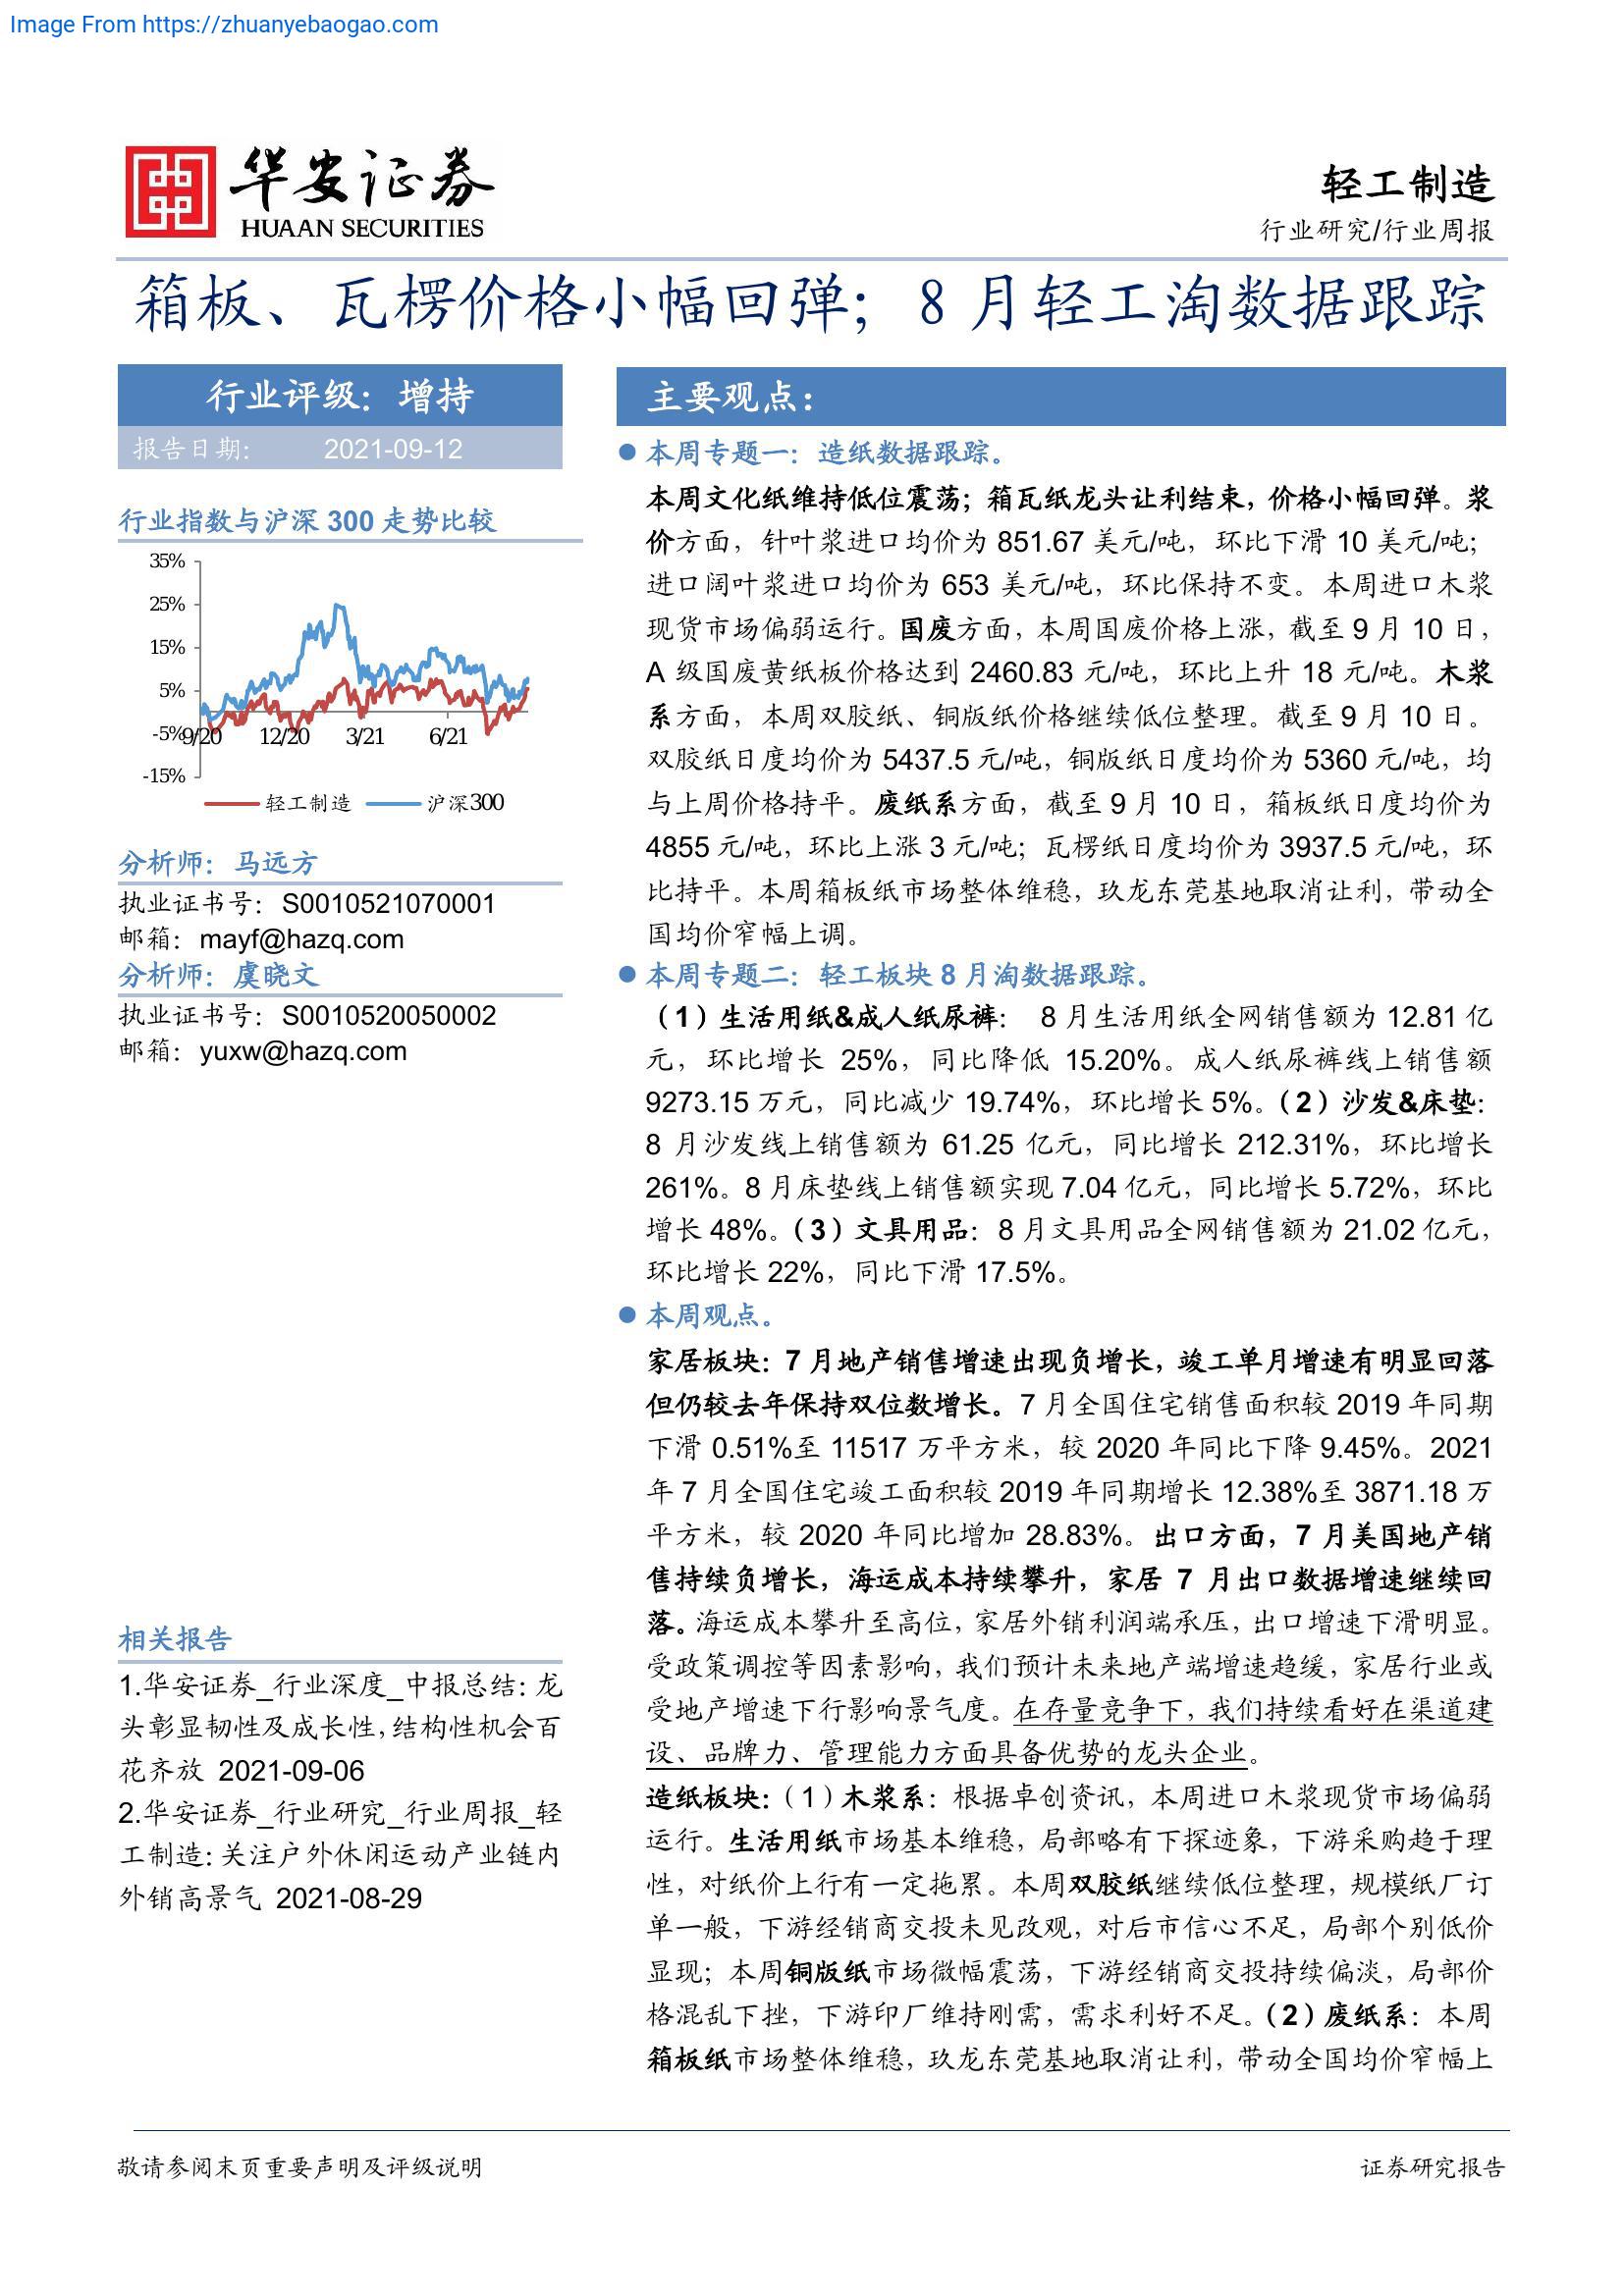 Image From https://zhuanyebaogao.com
华安证券
HUAAN SECURITIES
轻工制造
行业研究/行业周报
箱板、瓦楞价格小幅回弹；8 月轻工淘数据跟踪
行业评级：增持
报告日期： 2021-09-12
行业指数与沪深 300 走势比较
35%
25%
15%
5%
-5%
-15%
9/20 12/20 3/21 6/21
轻工制造 沪深300
分析师：马远方
执业证书号：S0010521070001
邮箱：mayf@hazq.com
分析师：虞晓文
执业证书号：S0010520050002
邮箱：yuxw@hazq.com
相关报告
1.华安证券_行业深度_中报总结：龙
头彰显韧性及成长性，结构性机会百
花齐放 2021-09-06
2.华安证券_行业研究_行业周报_轻
工制造：关注户外休闲运动产业链内
外销高景气 2021-08-29
主要观点：
● 本周专题一：造纸数据跟踪。
本周文化纸维持低位震荡；箱瓦纸龙头让利结束，价格小幅回弹。浆
价方面，针叶浆进口均价为 851.67 美元/吨，环比下滑 10 美元/吨；
进口阔叶浆进口均价为 653 美元/吨，环比保持不变。本周进口木浆
现货市场偏弱运行。国废方面，本周国废价格上涨，截至 9 月 10 日，
A 级国废黄纸板价格达到 2460.83 元/吨，环比上升 18 元/吨。木浆
系方面，本周双胶纸、铜版纸价格继续低位整理。截至 9 月 10 日。
双胶纸日度均价为 5437.5 元/吨，铜版纸日度均价为 5360 元/吨，均
与上周价格持平。废纸系方面，截至 9 月 10 日，箱板纸日度均价为
4855 元/吨，环比上涨 3 元/吨；瓦楞纸日度均价为 3937.5 元/吨，环
比持平。本周箱板纸市场整体维稳，玖龙东莞基地取消让利，带动全
国均价窄幅上调。
● 本周专题二：轻工板块 8 月淘数据跟踪。
（1）生活用纸&成人纸尿裤： 8 月生活用纸全网销售额为 12.81 亿
元，环比增长 25%，同比降低 15.20%。成人纸尿裤线上销售额
9273.15 万元，同比减少 19.74%，环比增长 5%。（2）沙发&床垫：
8 月沙发线上销售额为 61.25 亿元，同比增长 212.31%，环比增长
261%。8 月床垫线上销售额实现 7.04 亿元，同比增长 5.72%，环比
增长 48%。（3）文具用品：8 月文具用品全网销售额为 21.02 亿元，
环比增长 22%，同比下滑 17.5%。
● 本周观点。
家居板块：7 月地产销售增速出现负增长，竣工单月增速有明显回落
但仍较去年保持双位数增长。7 月全国住宅销售面积较 2019 年同期
下滑 0.51%至 11517 万平方米，较 2020 年同比下降 9.45%。2021
年 7 月全国住宅竣工面积较 2019 年同期增长 12.38%至 3871.18 万
平方米，较 2020 年同比增加 28.83%。出口方面，7 月美国地产销
售持续负增长，海运成本持续攀升，家居 7 月出口数据增速继续回
落。海运成本攀升至高位，家居外销利润端承压，出口增速下滑明显。
受政策调控等因素影响，我们预计未来地产端增速趋缓，家居行业或
受地产增速下行影响景气度。在存量竞争下，我们持续看好在渠道建
设、品牌力、管理能力方面具备优势的龙头企业。
造纸板块：（1）木浆系：根据卓创资讯，本周进口木浆现货市场偏弱
运行。生活用纸市场基本维稳，局部略有下探迹象，下游采购趋于理
性，对纸价上行有一定拖累。本周双胶纸继续低位整理，规模纸厂订
单一般，下游经销商交投未见改观，对后市信心不足，局部个别低价
显现；本周铜版纸市场微幅震荡，下游经销商交投持续偏淡，局部价
格混乱下挫，下游印厂维持刚需，需求利好不足。（2）废纸系：本周
箱板纸市场整体维稳，玖龙东莞基地取消让利，带动全国均价窄幅上
敬请参阅末页重要声明及评级说明
证券研究报告